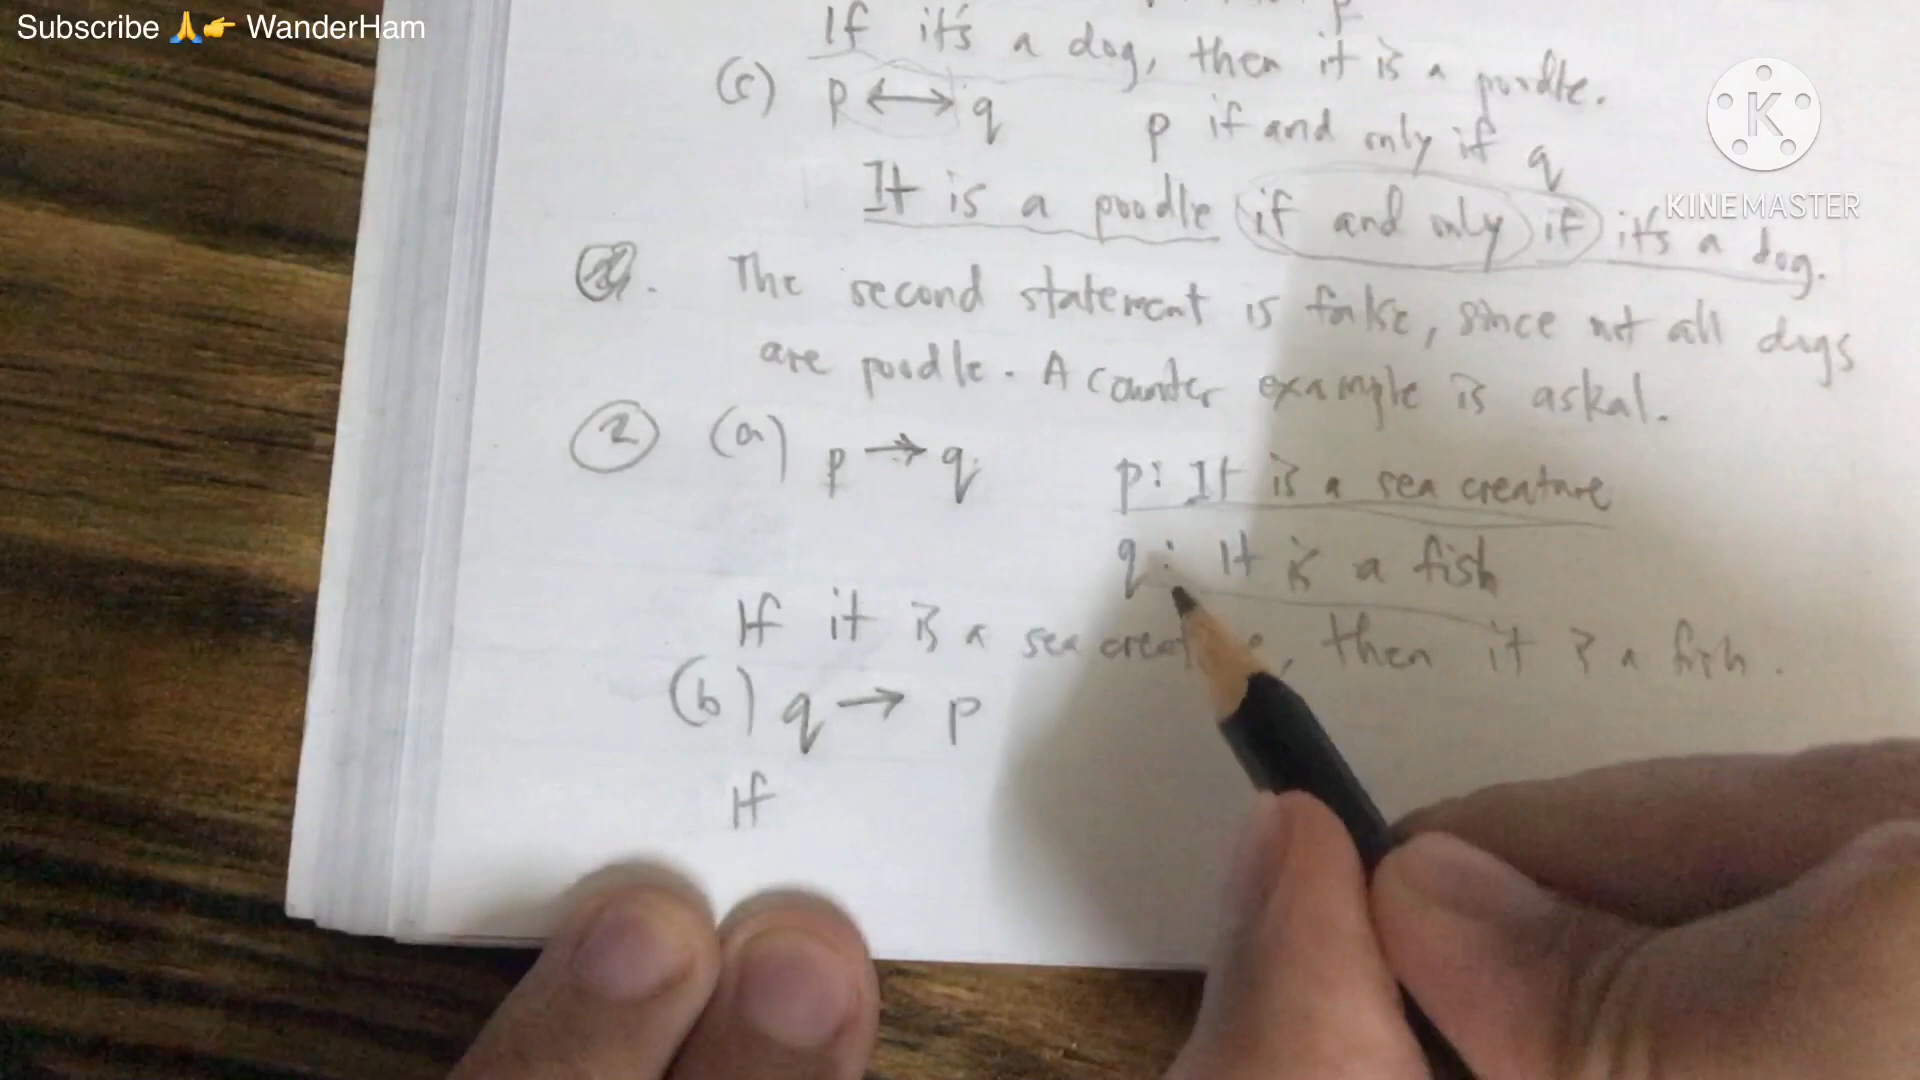 Subscribe 🙏👉 WanderHam
If it's a dog, then it is a poodle.
(c) p ↔ q p if and only if q
It is a poodle if and only if it's a dog.
The second statement is false, since not all dogs
are poodle. A counter example is askal.
2 (a) p → q p: It is a sea creature
q: It is a fish
If it is a sea creature, then it is a fish.
(b) q → p
If
K
KINEMASTER